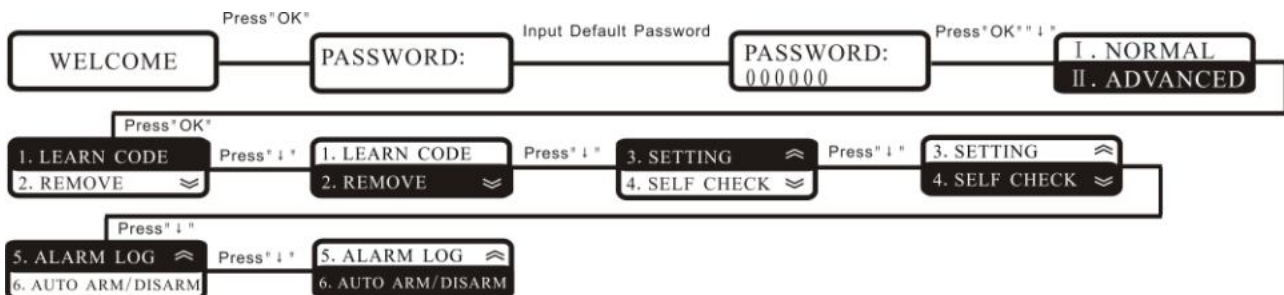 Press"OK"
WELCOME
PASSWORD:
Input Default Password
PASSWORD:
000000
Press"OK""↓"
Ⅰ. NORMAL
Ⅱ. ADVANCED
Press"OK"
1. LEARN CODE
2. REMOVE
Press"↓"
1. LEARN CODE
2. REMOVE
Press"↓"
3. SETTING
4. SELF CHECK
Press"↓"
3. SETTING
4. SELF CHECK
Press"↓"
5. ALARM LOG
6. AUTO ARM/DISARM
Press"↓"
5. ALARM LOG
6. AUTO ARM/DISARM